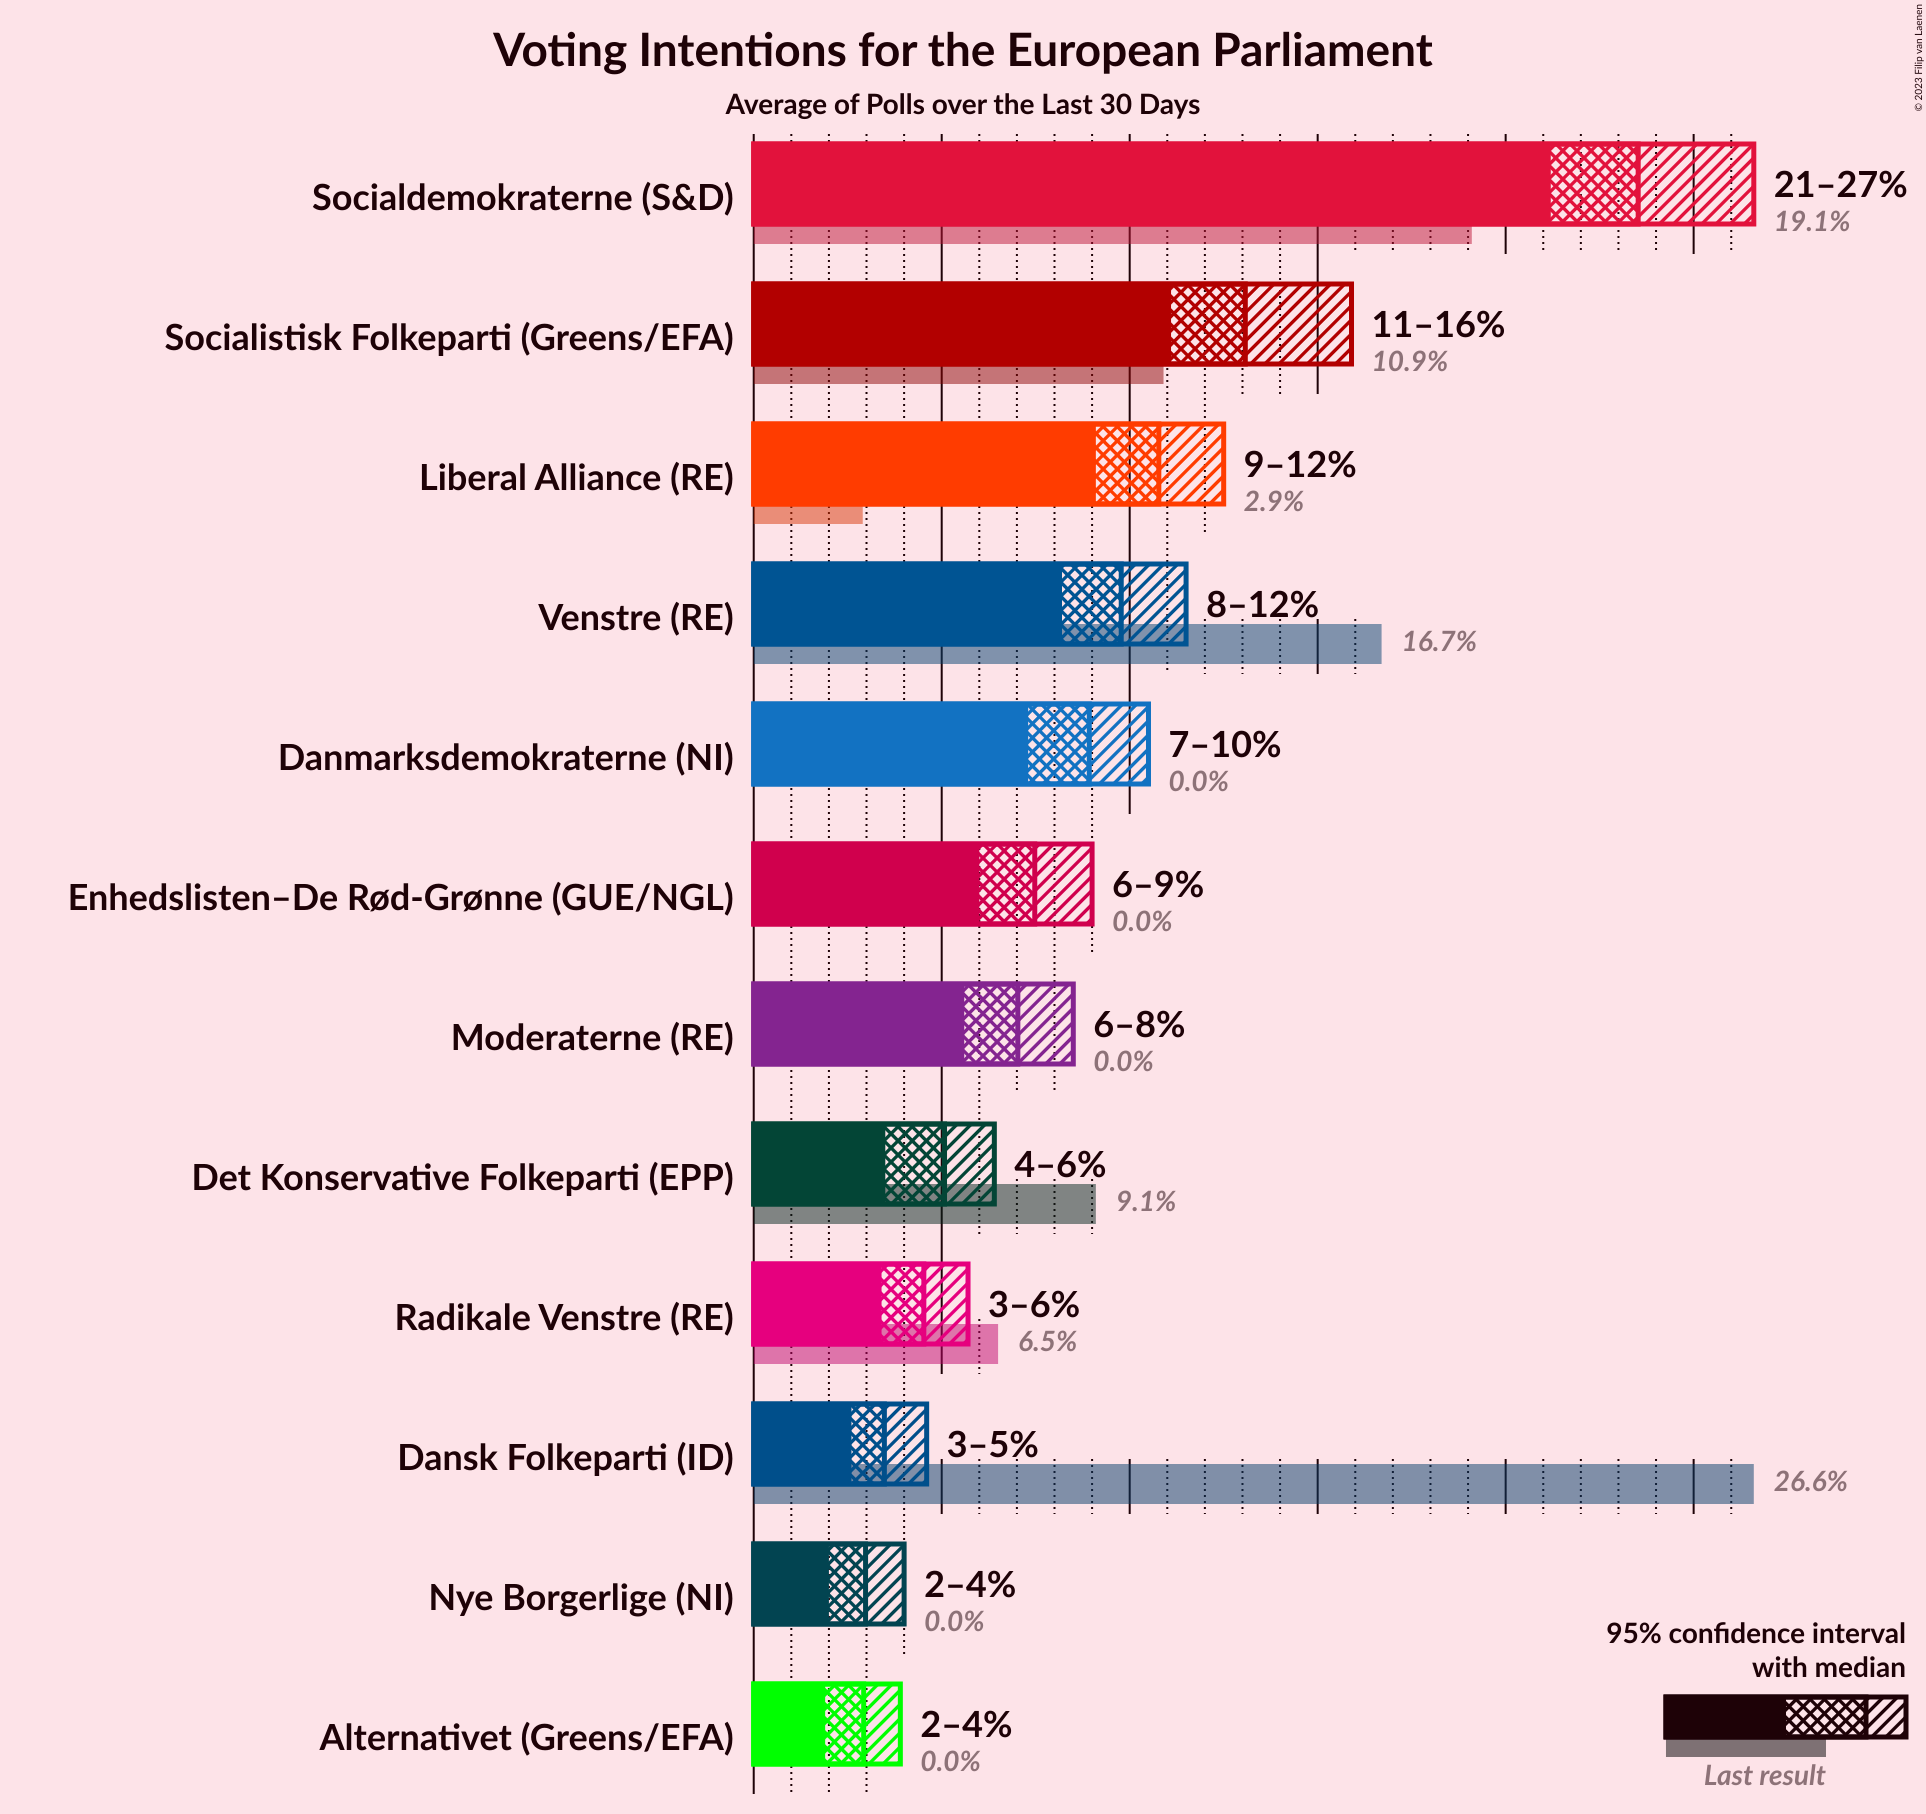 © 2023 Filip van Laenen
Voting Intentions for the European Parliament
Average of Polls over the Last 30 Days
Socialdemokraterne (S&D)
21–27%
19.1%
Socialistisk Folkeparti (Greens/EFA)
11–16%
10.9%
Liberal Alliance (RE)
9–12%
2.9%
Venstre (RE)
8–12%
16.7%
Danmarksdemokraterne (NI)
7–10%
0.0%
Enhedslisten–De Rød-Grønne (GUE/NGL)
6–9%
0.0%
Moderaterne (RE)
6–8%
0.0%
Det Konservative Folkeparti (EPP)
4–6%
9.1%
Radikale Venstre (RE)
3–6%
6.5%
Dansk Folkeparti (ID)
3–5%
26.6%
Nye Borgerlige (NI)
2–4%
0.0%
Alternativet (Greens/EFA)
2–4%
0.0%
95% confidence interval
with median
Last result